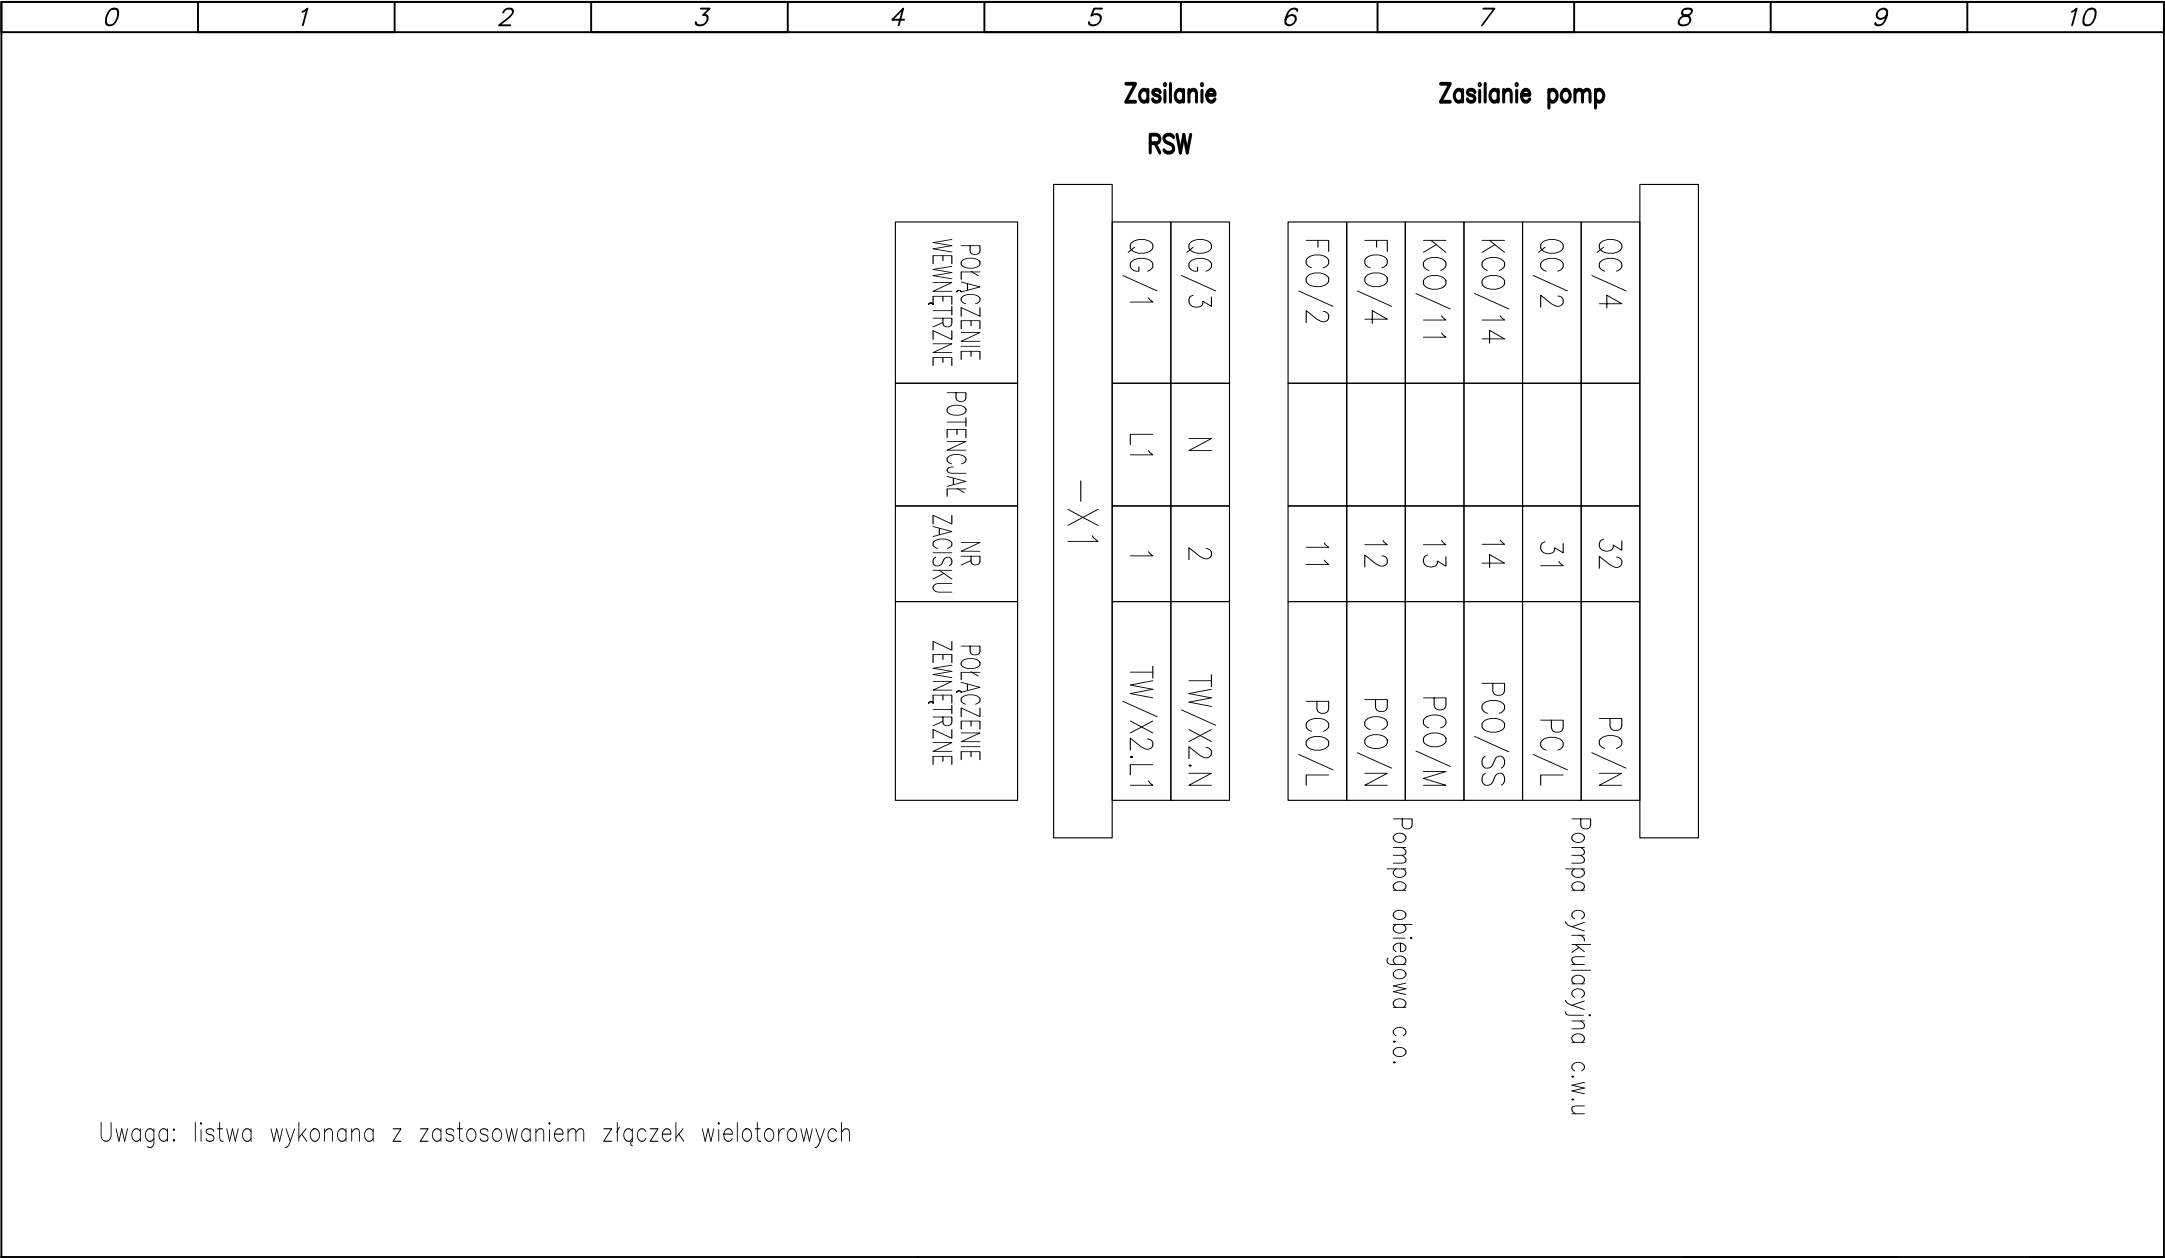 0 1 2 3 4 5 6 7 8 9 10
Zasilanie
RSW
Zasilanie pomp
POŁĄCZENIE
WEWNĘTRZNE
POTENCJAŁ
NR
ZACISKU
POŁĄCZENIE
ZEWNĘTRZNE
-X1
QG/1 L1 1 TW/X2.L1
QG/3 N 2 TW/X2.N
FCO/2 11 PCO/L
FCO/4 12 PCO/N
KCO/11 13 PCO/M
KCO/14 14 PCO/SS
QC/2 31 PC/L
QC/4 32 PC/N
Pompa obiegowa c.o.
Pompa cyrkulacyjna c.w.u
Uwaga: listwa wykonana z zastosowaniem złączek wielotorowych